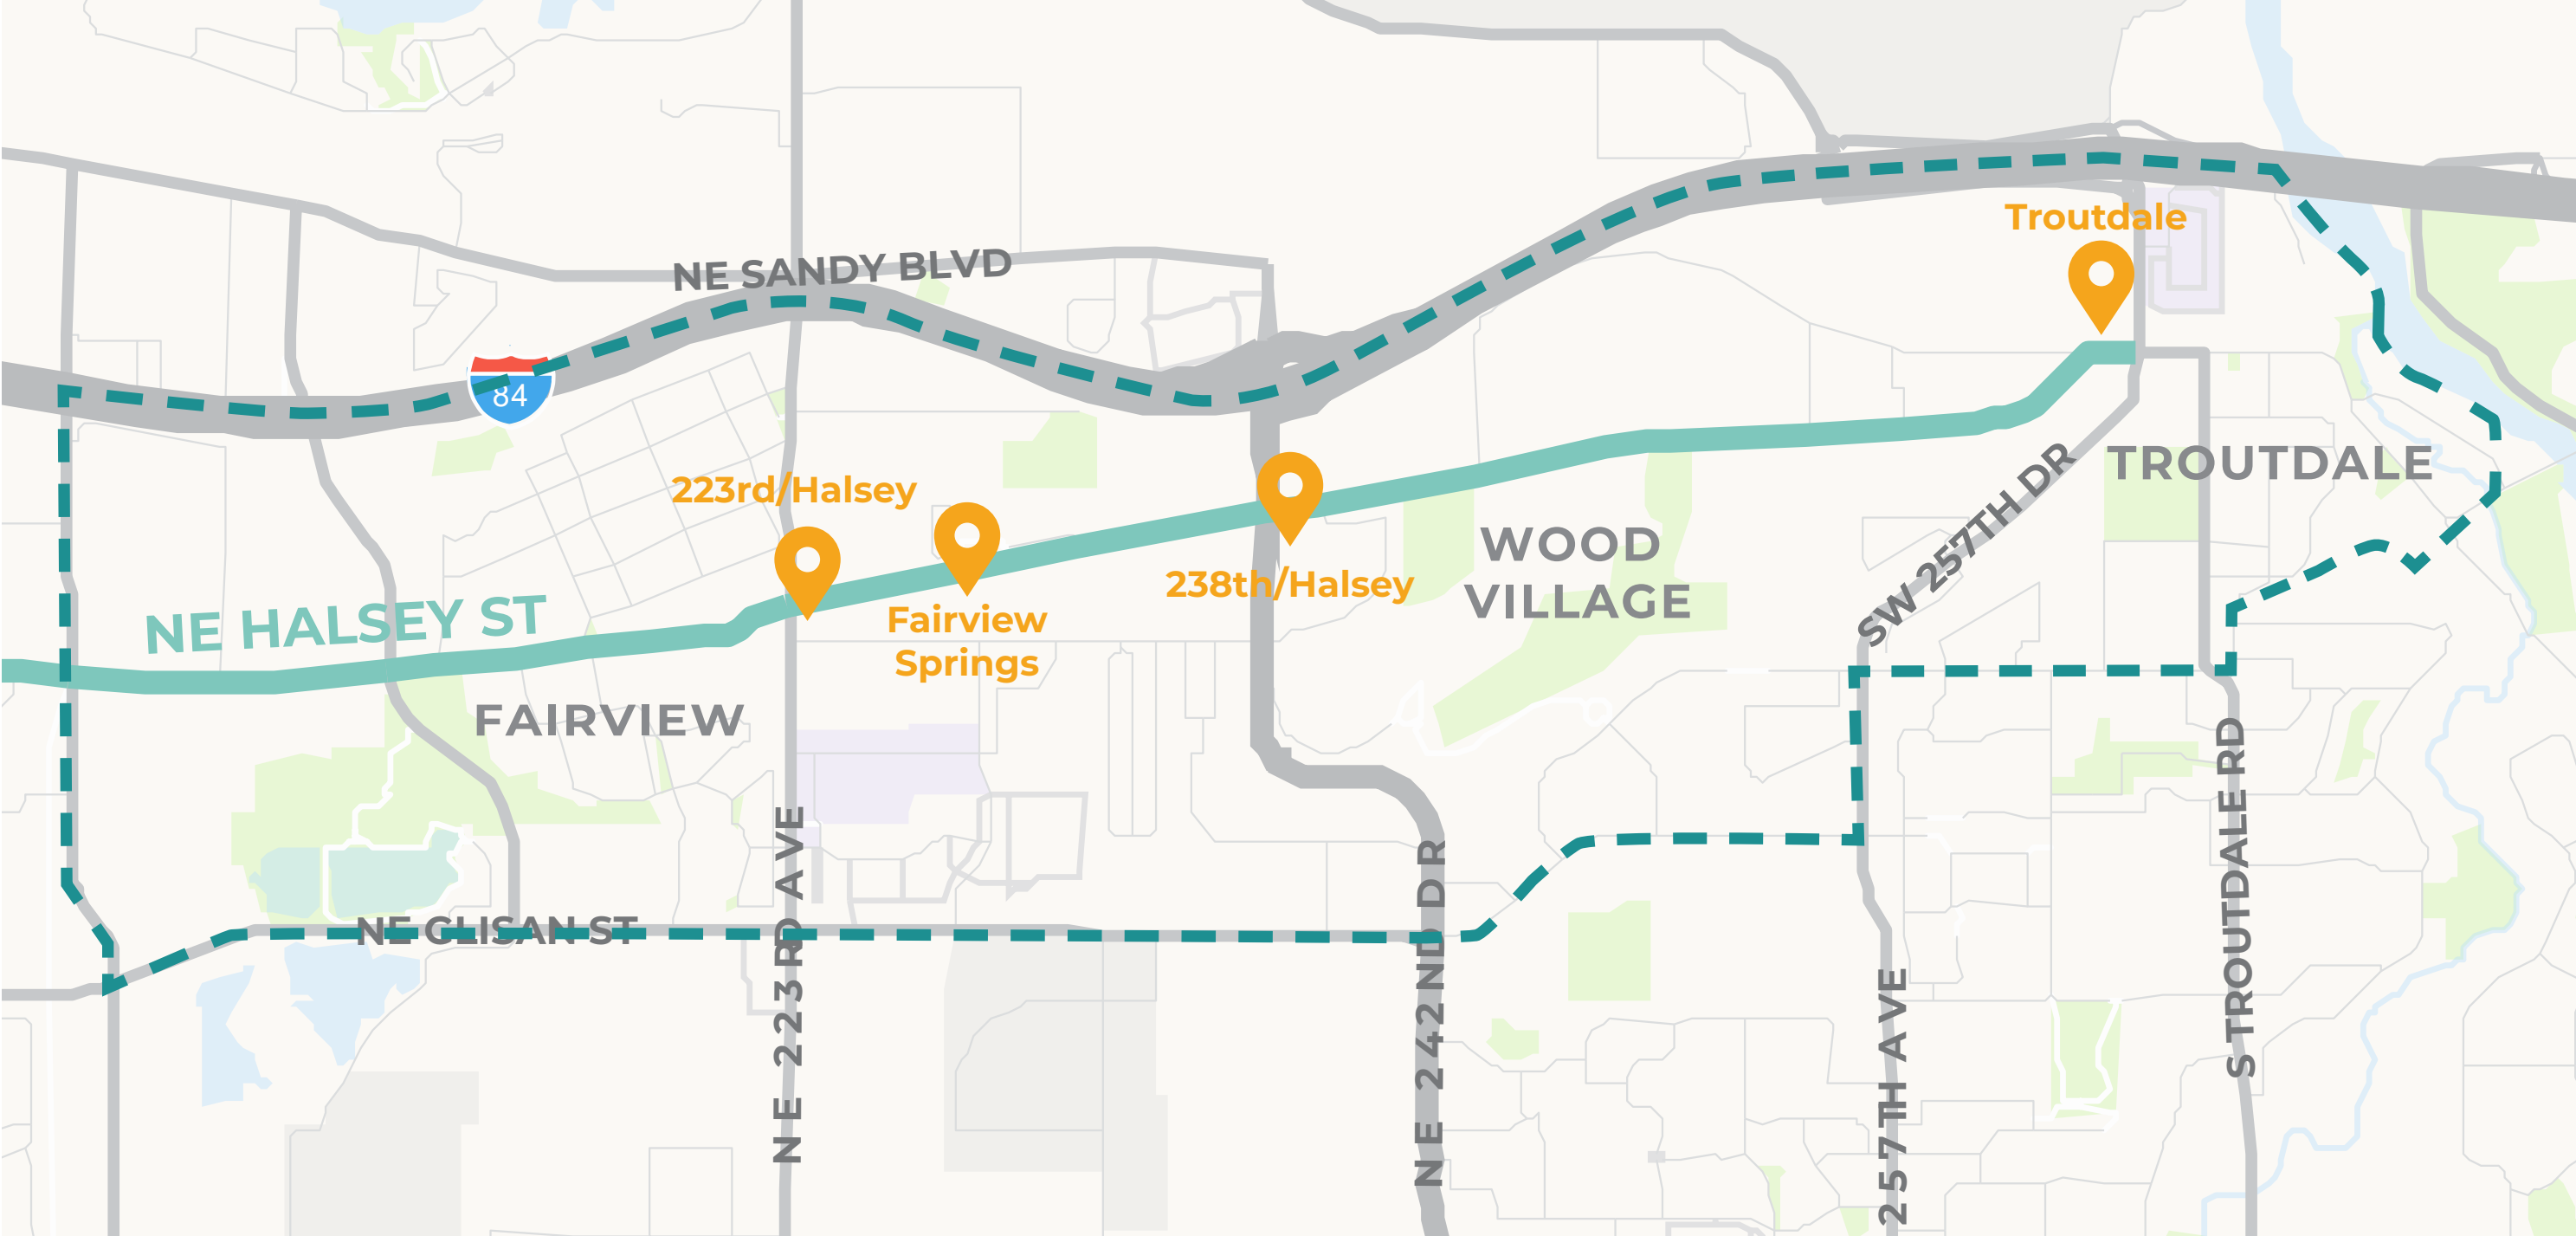 Troutdale
NE SANDY BLVD
84
TROUTDALE
223rd/Halsey
WOOD
VILLAGE
SW 257TH DR
238th/Halsey
NE HALSEY ST
Fairview
Springs
FAIRVIEW
NE GLISAN ST
NE 223RD AVE
NE 242ND DR
257TH AVE
S TROUTDALE RD